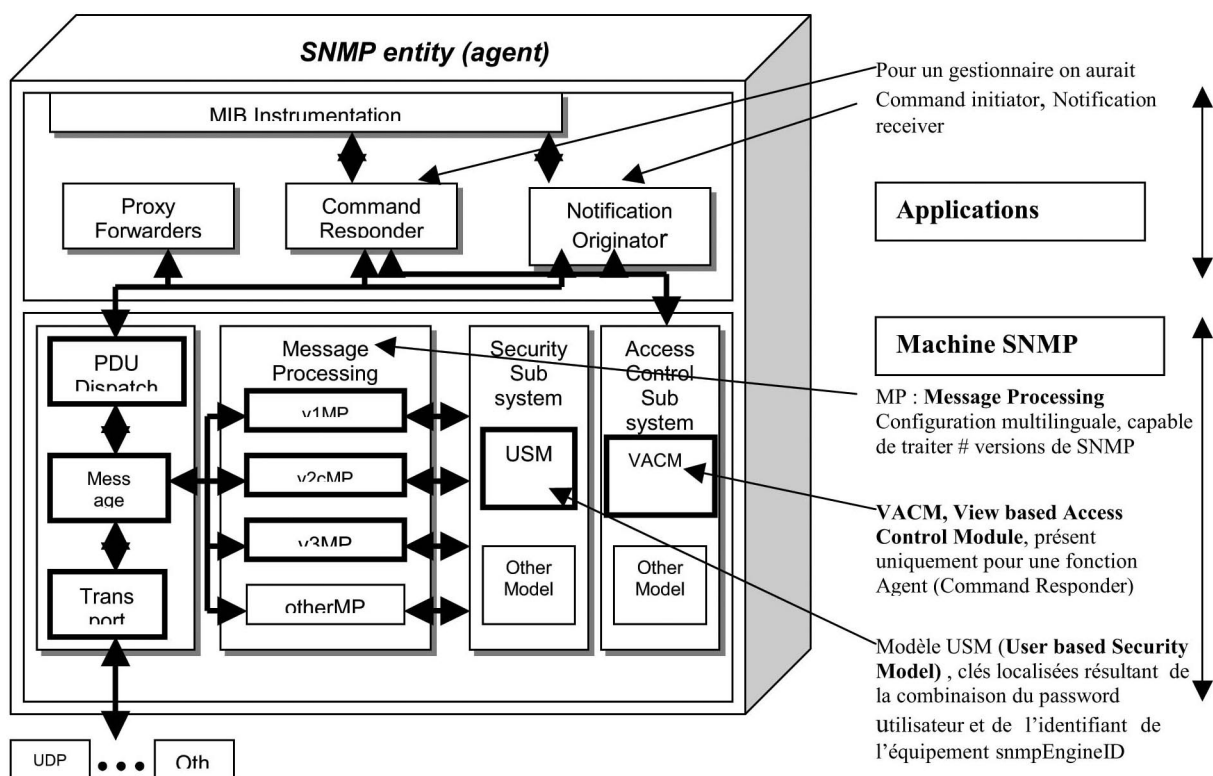 SNMP entity (agent)
MIB Instrumentation
Proxy
Forwarders
Command
Responder
Notification
Originator
PDU
Dispatch
Mess
age
Trans
port
Message
Processing
v1MP
v2cMP
v3MP
otherMP
Security
Sub
system
USM
Other
Model
Access
Control
Sub
system
VACM
Other
Model
UDP
Oth
Pour un gestionnaire on aurait
Command initiator, Notification
receiver
Applications
Machine SNMP
MP : Message Processing
Configuration multilinguale, capable
de traiter # versions de SNMP
VACM, View based Access
Control Module, présent
uniquement pour une fonction
Agent (Command Responder)
Modèle USM (User based Security
Model) , clés localisées résultant de
la combinaison du password
utilisateur et de l'identifiant de
l'équipement snmpEngineID